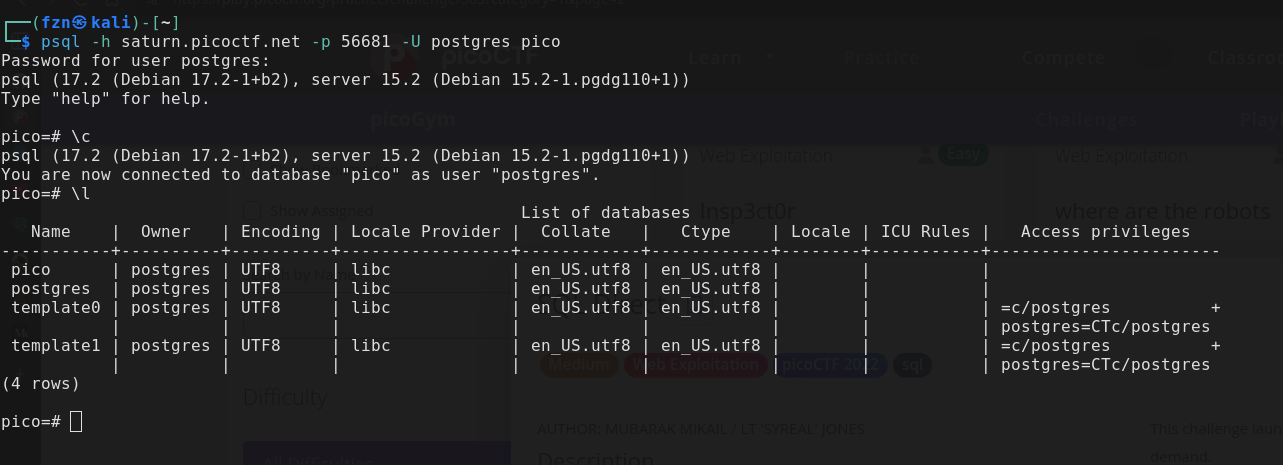 ┌──(fzn㉿kali)-[~]
└─$ psql -h saturn.picoctf.net -p 56681 -U postgres pico
Password for user postgres:
psql (17.2 (Debian 17.2-1+b2), server 15.2 (Debian 15.2-1.pgdg110+1))
Type "help" for help.
pico=# \c
psql (17.2 (Debian 17.2-1+b2), server 15.2 (Debian 15.2-1.pgdg110+1))
You are now connected to database "pico" as user "postgres".
pico=# \l
                                                    List of databases
   Name    |  Owner   | Encoding | Locale Provider |  Collate   |   Ctype    | Locale | ICU Rules |   Access privileges
-----------+----------+----------+-----------------+------------+------------+--------+-----------+-----------------------
 pico      | postgres | UTF8     | libc            | en_US.utf8 | en_US.utf8 |        |           |
 postgres  | postgres | UTF8     | libc            | en_US.utf8 | en_US.utf8 |        |           |
 template0 | postgres | UTF8     | libc            | en_US.utf8 | en_US.utf8 |        |           | =c/postgres          +
           |          |          |                 |            |            |        |           | postgres=CTc/postgres
 template1 | postgres | UTF8     | libc            | en_US.utf8 | en_US.utf8 |        |           | =c/postgres          +
           |          |          |                 |            |            |        |           | postgres=CTc/postgres
(4 rows)
pico=#
picoCTF
Learn
Practice
Compete
Classroo
picoGym
Challenges
Play
Web Exploitation
Easy
Web Exploitation
Show Assigned
Insp3ct0r
where are the robots
Medium
Web Exploitation
picoCTF 2022
sql
Difficulty
AUTHOR: MUBARAK MIKAIL / LT 'SYREAL' JONES
This challenge laun
Description
demand.
All Difficulties